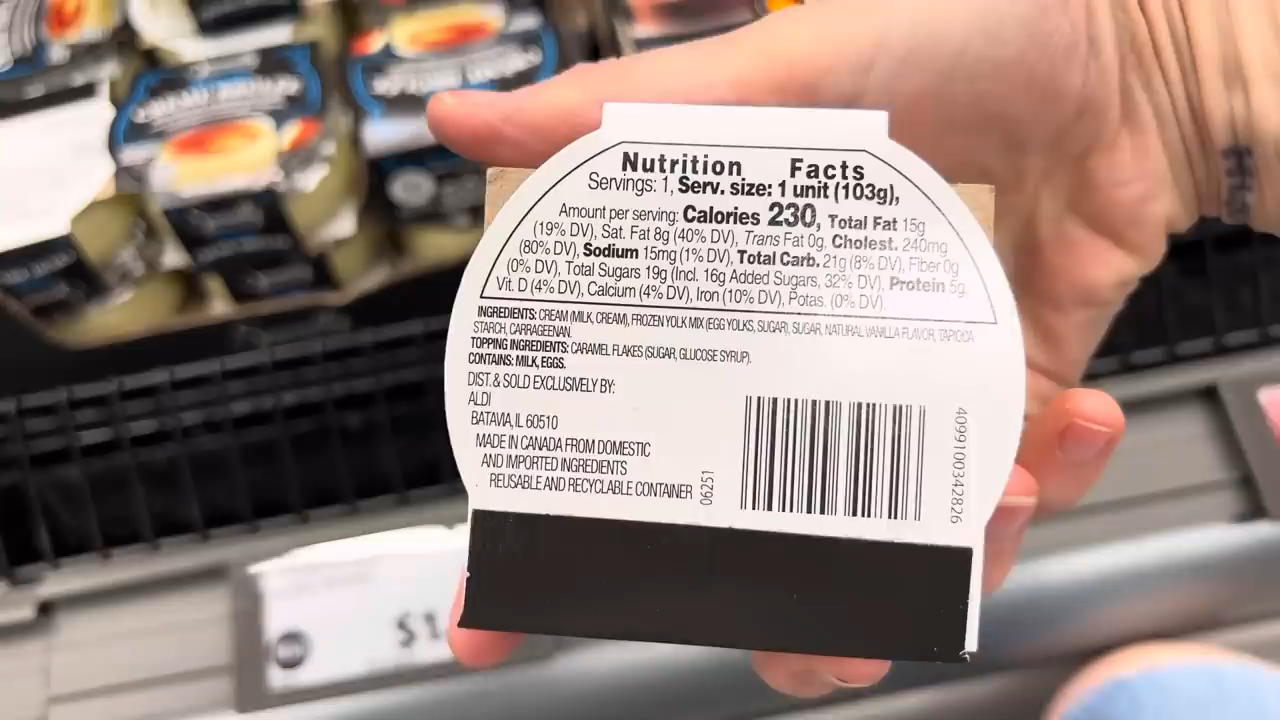 Nutrition Facts
Servings: 1, Serv. size: 1 unit (103g),
Amount per serving: Calories 230, Total Fat 15g
(19% DV), Sat. Fat 8g (40% DV), Trans Fat 0g, Cholest. 240mg
(80% DV), Sodium 15mg (1% DV), Total Carb. 21g (8% DV), Fiber 0g
(0% DV), Total Sugars 19g (Incl. 16g Added Sugars, 32% DV), Protein 5g,
Vit. D (4% DV), Calcium (4% DV), Iron (10% DV), Potas. (0% DV).
INGREDIENTS: CREAM (MILK, CREAM), FROZEN YOLK MIX (EGG YOLKS, SUGAR), SUGAR, NATURAL VANILLA FLAVOR, TAPIOCA
STARCH, CARRAGEENAN.
TOPPING INGREDIENTS: CARAMEL FLAKES (SUGAR, GLUCOSE SYRUP).
CONTAINS: MILK, EGGS.
DIST. & SOLD EXCLUSIVELY BY:
ALDI
BATAVIA, IL 60510
MADE IN CANADA FROM DOMESTIC
AND IMPORTED INGREDIENTS
REUSABLE AND RECYCLABLE CONTAINER
06251
4099100342826
$1